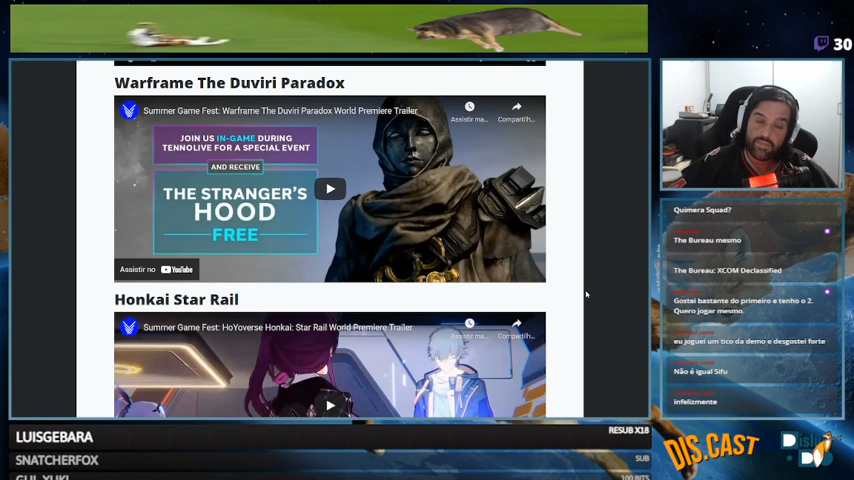 30
Warframe The Duviri Paradox
Summer Game Fest: Warframe The Duviri Paradox World Premiere Trailer
Assistir ma...
Compartilh...
JOIN US IN-GAME DURING
TENNOLIVE FOR A SPECIAL EVENT
AND RECEIVE
THE STRANGER'S
HOOD
FREE
Assistir no YouTube
Honkai Star Rail
Summer Game Fest: HoYoverse Honkai: Star Rail World Premiere Trailer
Assistir ma...
Compartilh...
Quimera Squad?
The Bureau mesmo
The Bureau: XCOM Declassified
Gostei bastante do primeiro e tenho o 2.
Quero jogar mesmo.
eu joguei um tico da demo e desgostei forte
Não é igual Sifu
infelizmente
LUISGEBARA
RESUB X18
SNATCHERFOX
SUB
GUI_YUKI
100 BITS
DIS.CAST